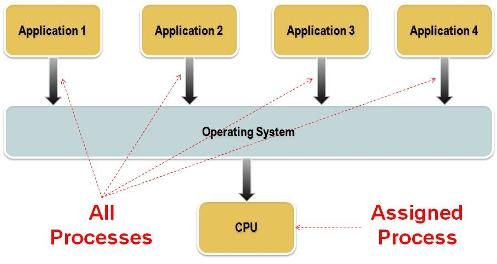 Application 1
Application 2
Application 3
Application 4
Operating System
All
Processes
CPU
Assigned
Process